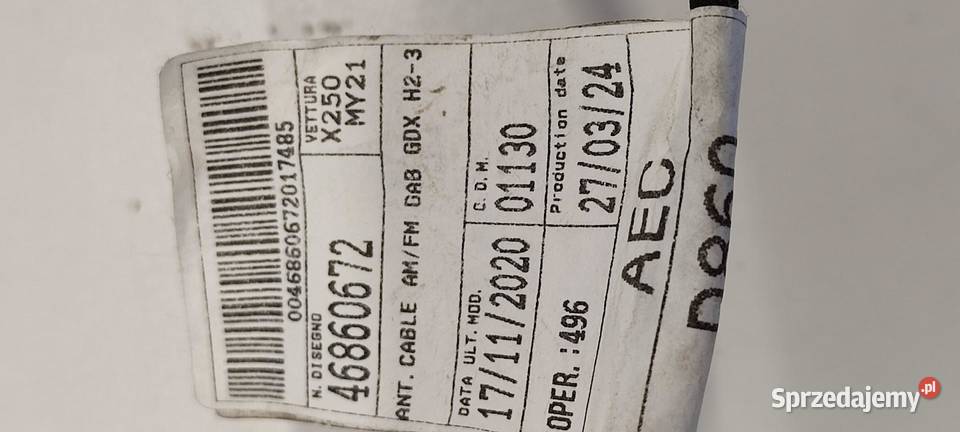 0046860672017485
N. DISEGNO
46860672
VETTURA
X250
MY21
ANT. CABLE AM/FM DAB GDX H2-3
DATA ULT. MOD.
17/11/2020
C. D. M.
01130
OPER. :496
Production date
27/03/24
AEC
Sprzedajemy.pl